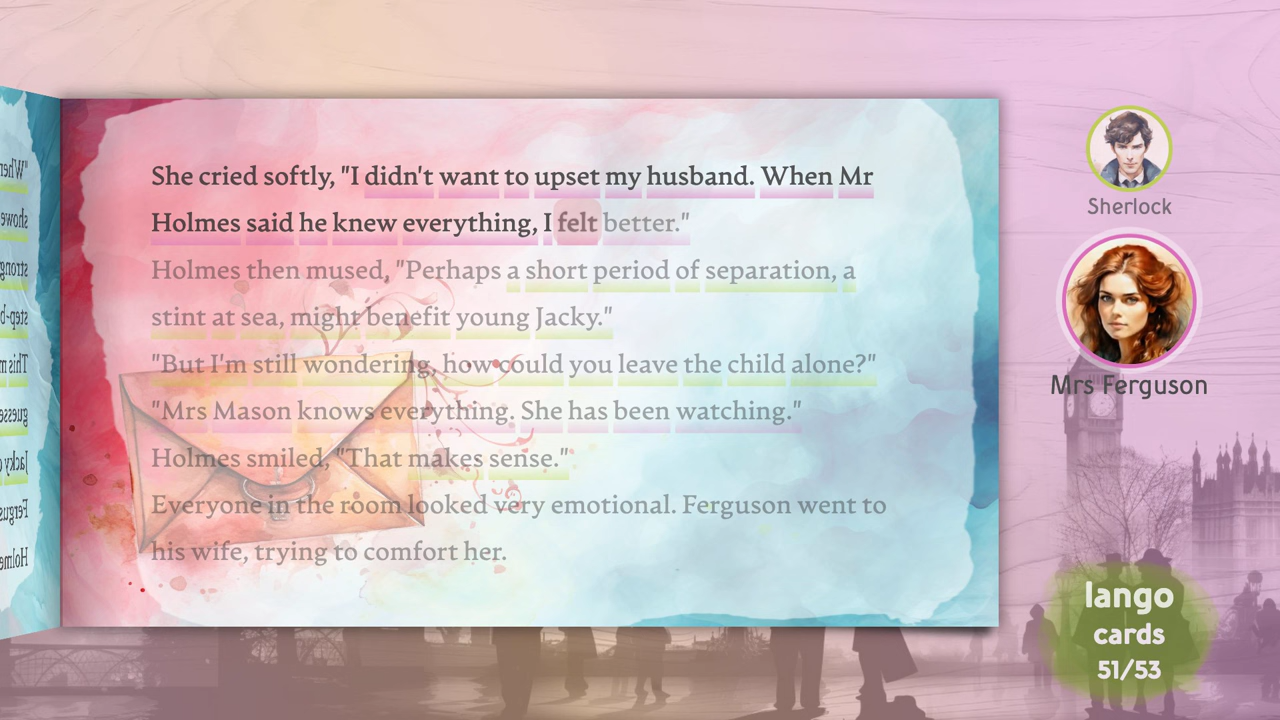 She cried softly, "I didn't want to upset my husband. When Mr
Holmes said he knew everything, I felt better."
Holmes then mused, "Perhaps a short period of separation, a
stint at sea, might benefit young Jacky."
"But I'm still wondering, how could you leave the child alone?"
"Mrs Mason knows everything. She has been watching."
Holmes smiled, "That makes sense."
Everyone in the room looked very emotional. Ferguson went to
his wife, trying to comfort her.
Sherlock
Mrs Ferguson
lango
cards
51/53